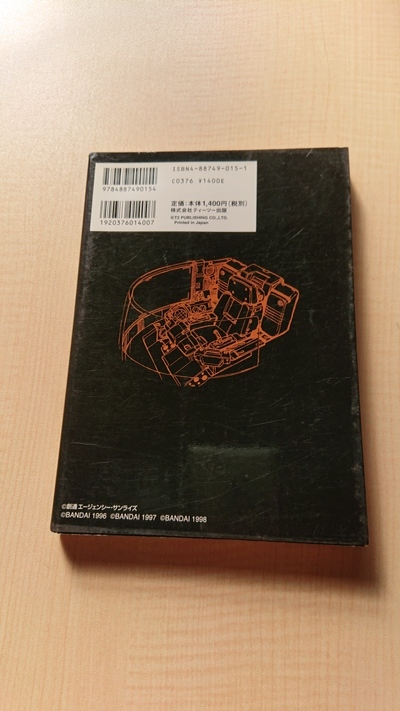 ISBN4-88749-015-1
C0376 ¥1400E
9784887490154
1920376014007
定価:本体1,400円(税別)
株式会社ティーツー出版
©T2 PUBLISHING CO.,LTD.
Printed in Japan
©創通エージェンシー・サンライズ
©BANDAI 1996 ©BANDAI 1997 ©BANDAI 1998